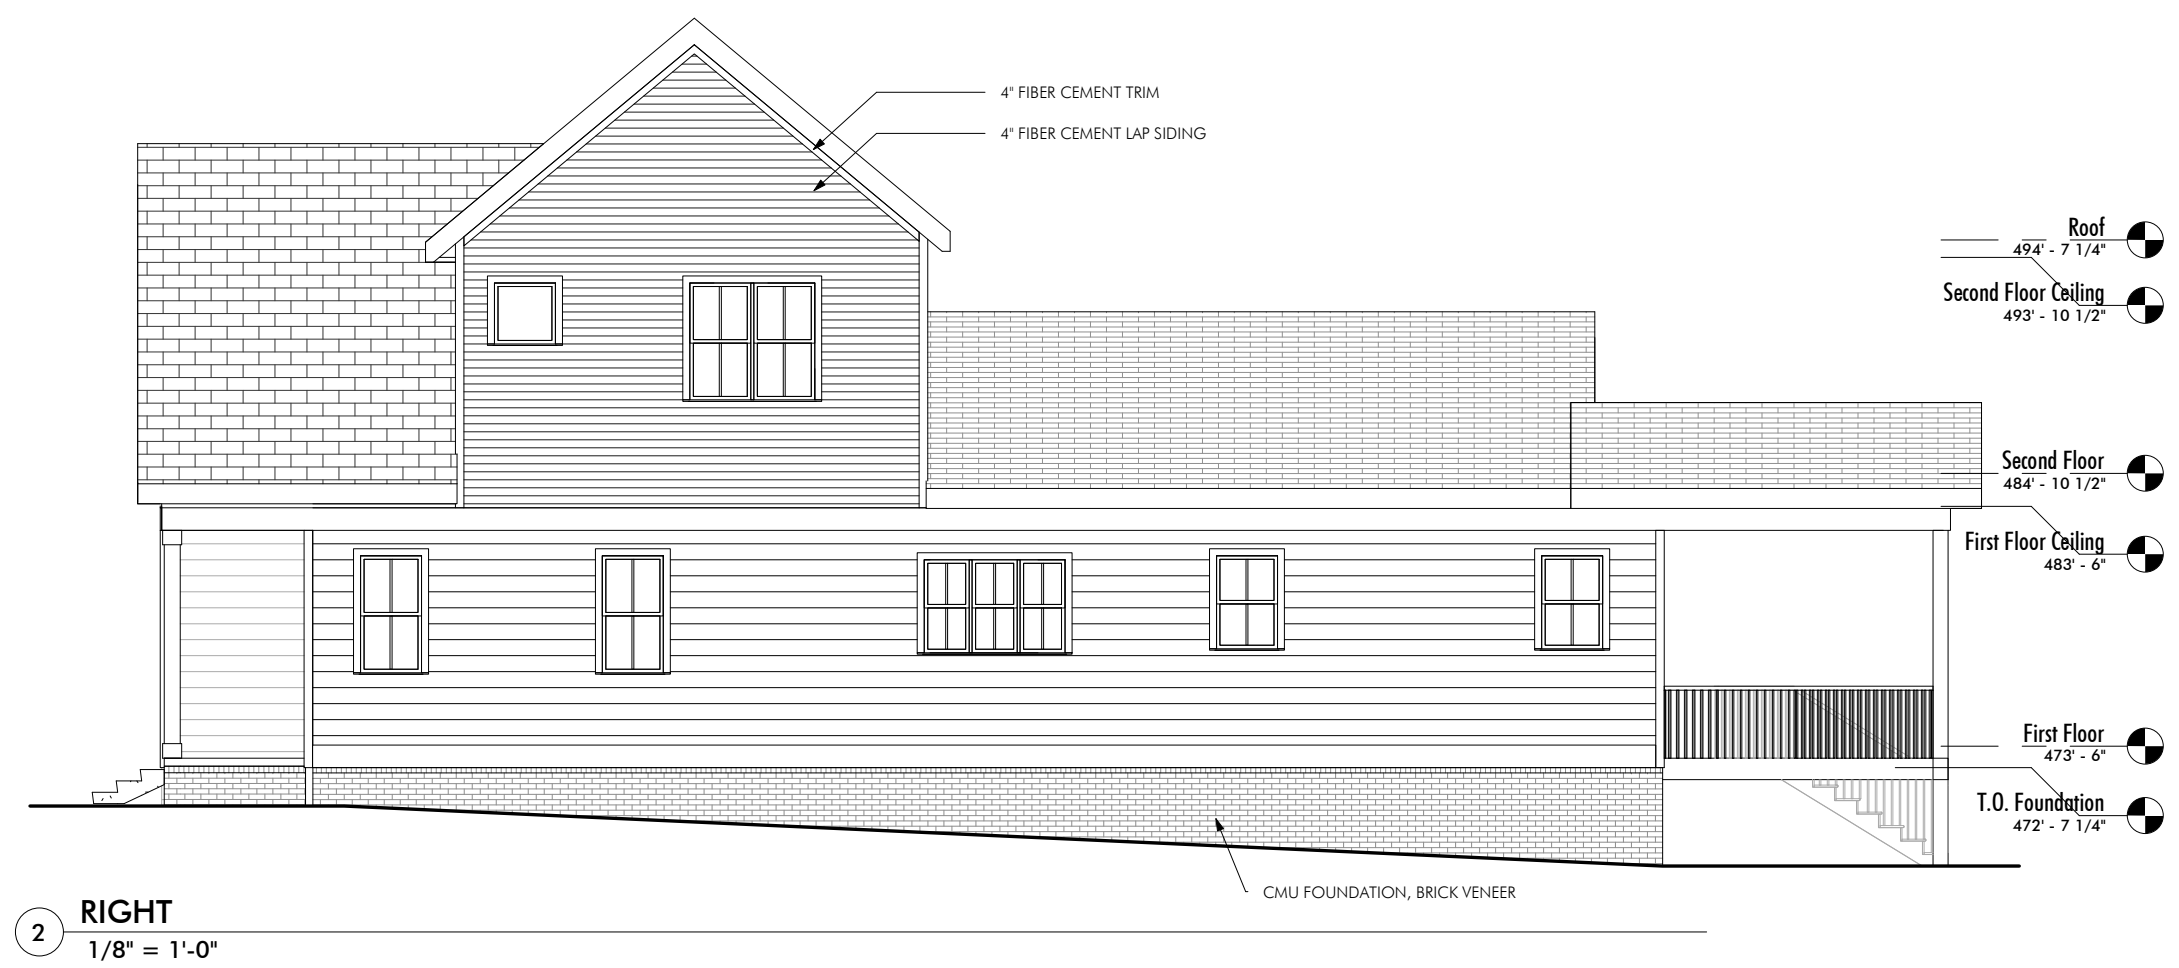 4" FIBER CEMENT TRIM
4" FIBER CEMENT LAP SIDING
Roof
494' - 7 1/4"
Second Floor Ceiling
493' - 10 1/2"
Second Floor
484' - 10 1/2"
First Floor Ceiling
483' - 6"
First Floor
473' - 6"
T.O. Foundation
472' - 7 1/4"
CMU FOUNDATION, BRICK VENEER
2 RIGHT
1/8" = 1'-0"